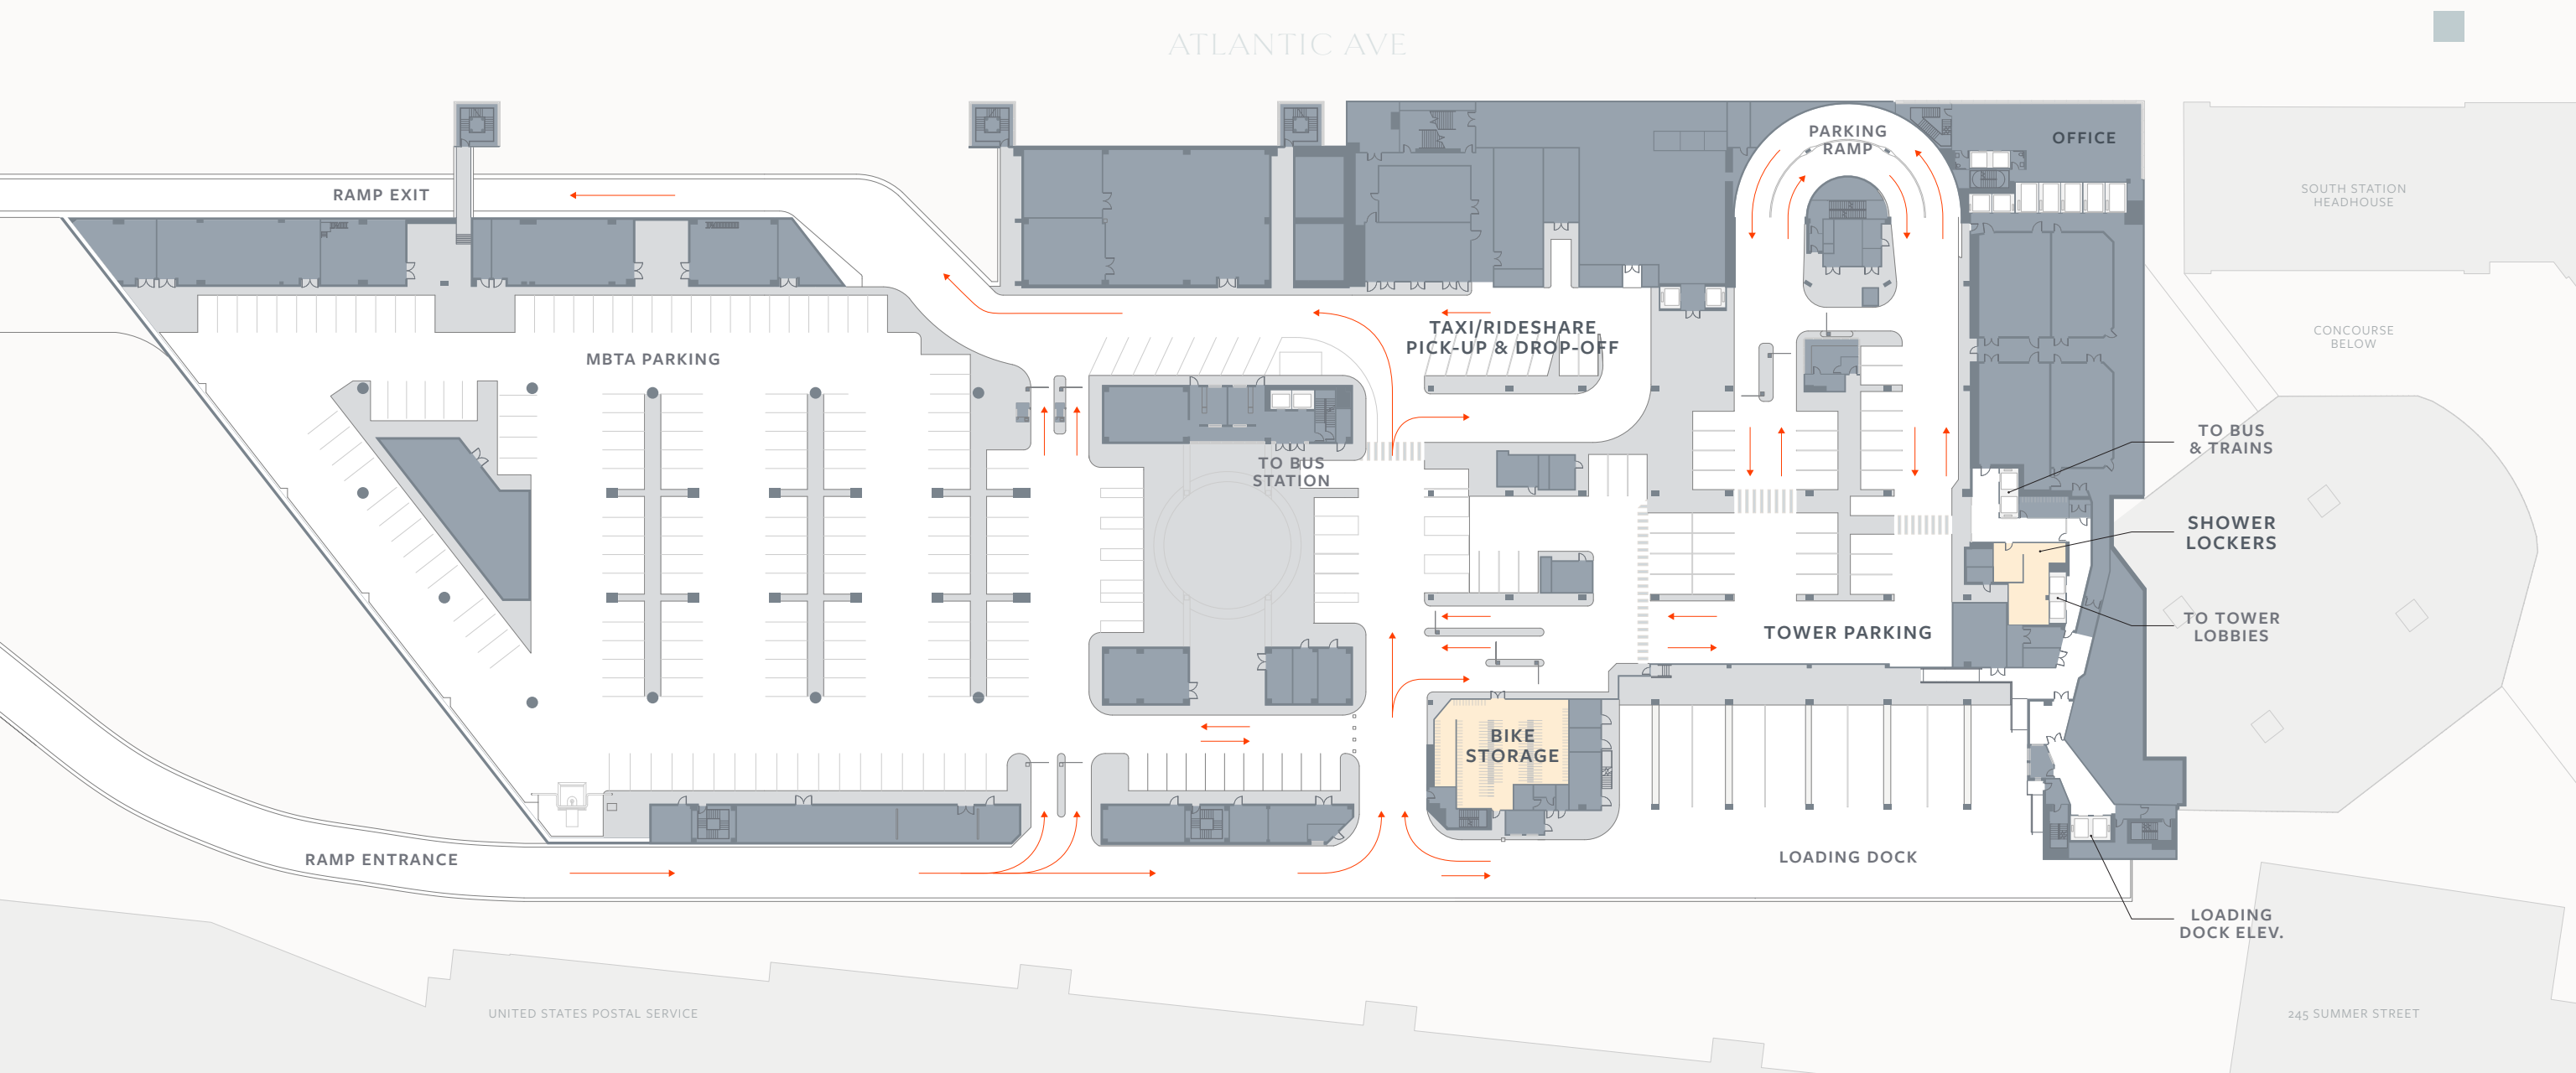 ATLANTIC AVE
PARKING
RAMP
OFFICE
RAMP EXIT
SOUTH STATION
HEADHOUSE
TAXI/RIDESHARE
PICK-UP & DROP-OFF
CONCOURSE
BELOW
MBTA PARKING
TO BUS
& TRAINS
TO BUS
STATION
SHOWER
LOCKERS
TO TOWER
LOBBIES
TOWER PARKING
BIKE
STORAGE
RAMP ENTRANCE
LOADING DOCK
LOADING
DOCK ELEV.
UNITED STATES POSTAL SERVICE
245 SUMMER STREET